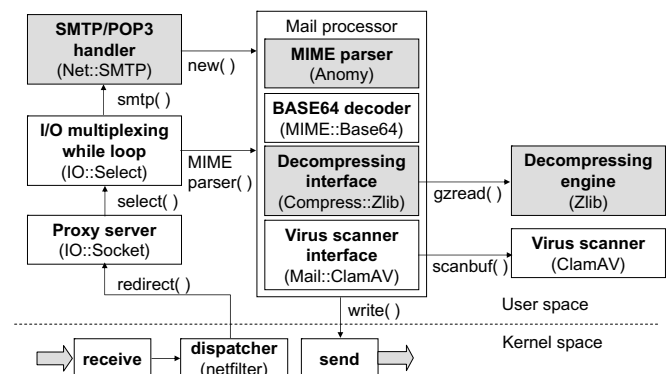 SMTP/POP3
handler
(Net::SMTP)
new( )
smtp( )
I/O multiplexing
while loop
(IO::Select)
MIME
parser( )
select( )
Proxy server
(IO::Socket)
redirect( )
Mail processor
MIME parser
(Anomy)
BASE64 decoder
(MIME::Base64)
Decompressing
interface
(Compress::Zlib)
gzread( )
Decompressing
engine
(Zlib)
Virus scanner
interface
(Mail::ClamAV)
scanbuf( )
Virus scanner
(ClamAV)
write( )
User space
Kernel space
receive
dispatcher
(netfilter)
send